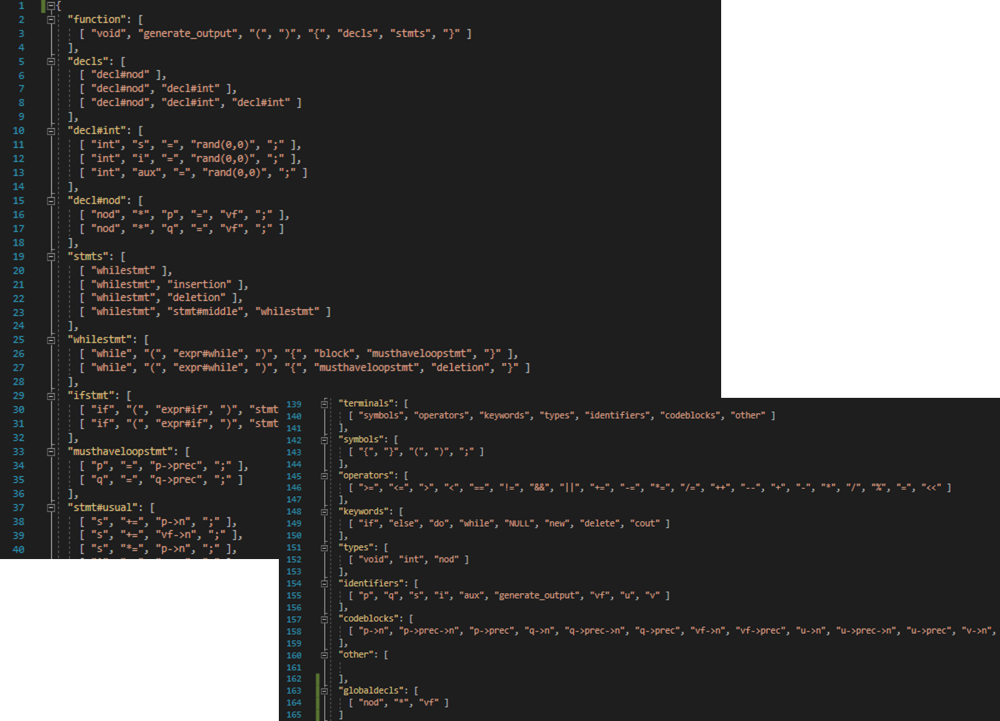 1 {
2 "function": [
3 [ "void", "generate_output", "(", ")", "{", "decls", "stmts", "}" ]
4 ],
5 "decls": [
6 [ "decl#nod" ],
7 [ "decl#nod", "decl#int" ],
8 [ "decl#nod", "decl#int", "decl#int" ]
9 ],
10 "decl#int": [
11 [ "int", "s", "=", "rand(0,0)", ";" ],
12 [ "int", "i", "=", "rand(0,0)", ";" ],
13 [ "int", "aux", "=", "rand(0,0)", ";" ]
14 ],
15 "decl#nod": [
16 [ "nod", "*", "p", "=", "vf", ";" ],
17 [ "nod", "*", "q", "=", "vf", ";" ]
18 ],
19 "stmts": [
20 [ "whilestmt" ],
21 [ "whilestmt", "insertion" ],
22 [ "whilestmt", "deletion" ],
23 [ "whilestmt", "stmt#middle", "whilestmt" ]
24 ],
25 "whilestmt": [
26 [ "while", "(", "expr#while", ")", "{", "block", "musthaveloopstmt", "}" ],
27 [ "while", "(", "expr#while", ")", "{", "musthaveloopstmt", "deletion", "}" ]
28 ],
29 "ifstmt": [
30 [ "if", "(", "expr#if", ")", "stmt
31 [ "if", "(", "expr#if", ")", "stmt
32 ],
33 "musthaveloopstmt": [
34 [ "p", "=", "p->prec", ";" ],
35 [ "q", "=", "q->prec", ";" ]
36 ],
37 "stmt#usual": [
38 [ "s", "+=", "p->n", ";" ],
39 [ "s", "+=", "vf->n", ";" ],
40 [ "s", "*=", "p->n", ";" ],
139 "terminals": [
140 [ "symbols", "operators", "keywords", "types", "identifiers", "codeblocks", "other" ]
141 ],
142 "symbols": [
143 [ "{", "}", "(", ")", ";" ]
144 ],
145 "operators": [
146 [ ">=", "<=", ">", "<", "==", "!=", "&&", "||", "+=", "-=", "*=", "/=", "++", "--", "+", "-", "*", "/", "%", "=", "<<" ]
147 ],
148 "keywords": [
149 [ "if", "else", "do", "while", "NULL", "new", "delete", "cout" ]
150 ],
151 "types": [
152 [ "void", "int", "nod" ]
153 ],
154 "identifiers": [
155 [ "p", "q", "s", "i", "aux", "generate_output", "vf", "u", "v" ]
156 ],
157 "codeblocks": [
158 [ "p->n", "p->prec->n", "p->prec", "q->n", "q->prec->n", "q->prec", "vf->n", "vf->prec", "u->n", "u->prec->n", "u->prec", "v->n",
159 ],
160 "other": [
161
162 ],
163 "globaldecls": [
164 [ "nod", "*", "vf" ]
165 ]